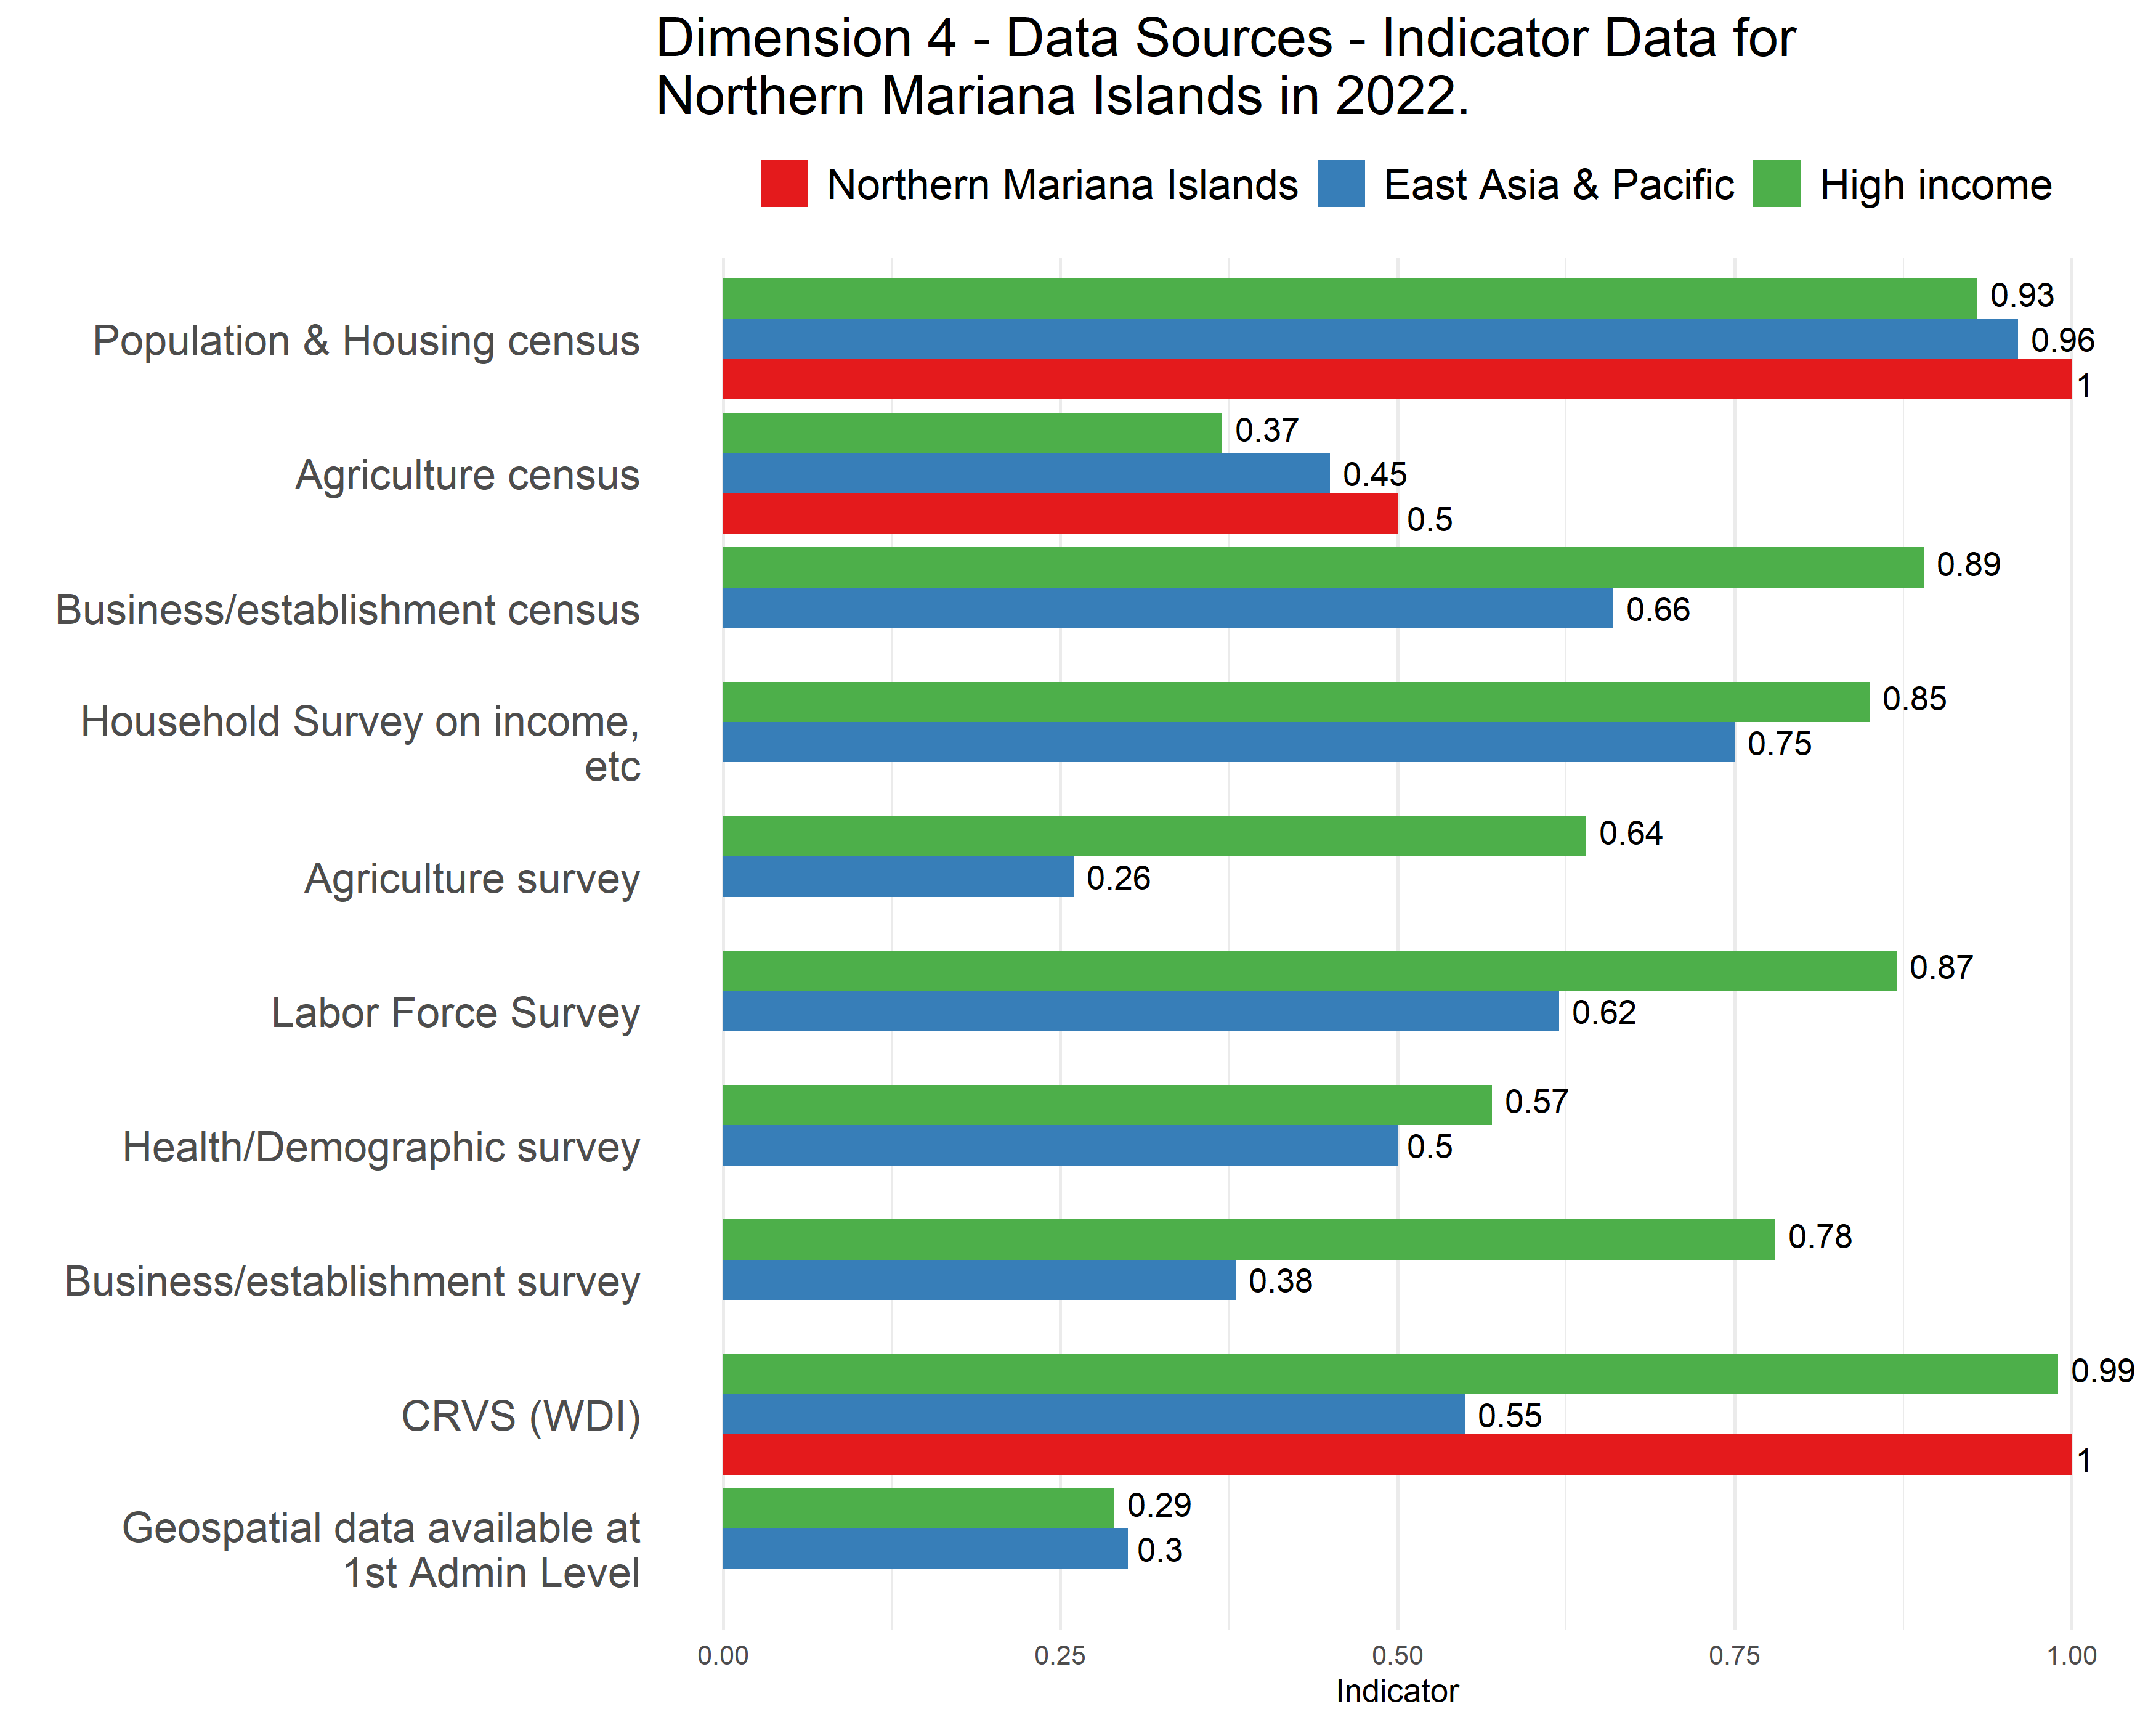 Dimension 4 - Data Sources - Indicator Data for
Northern Mariana Islands in 2022.
Northern Mariana Islands
East Asia & Pacific
High income
Population & Housing census
0.93
0.96
1
Agriculture census
0.37
0.45
0.5
Business/establishment census
0.89
0.66
Household Survey on income,
etc
0.85
0.75
Agriculture survey
0.64
0.26
Labor Force Survey
0.87
0.62
Health/Demographic survey
0.57
0.5
Business/establishment survey
0.78
0.38
CRVS (WDI)
0.99
0.55
1
Geospatial data available at
1st Admin Level
0.29
0.3
0.00
0.25
0.50
0.75
1.00
Indicator